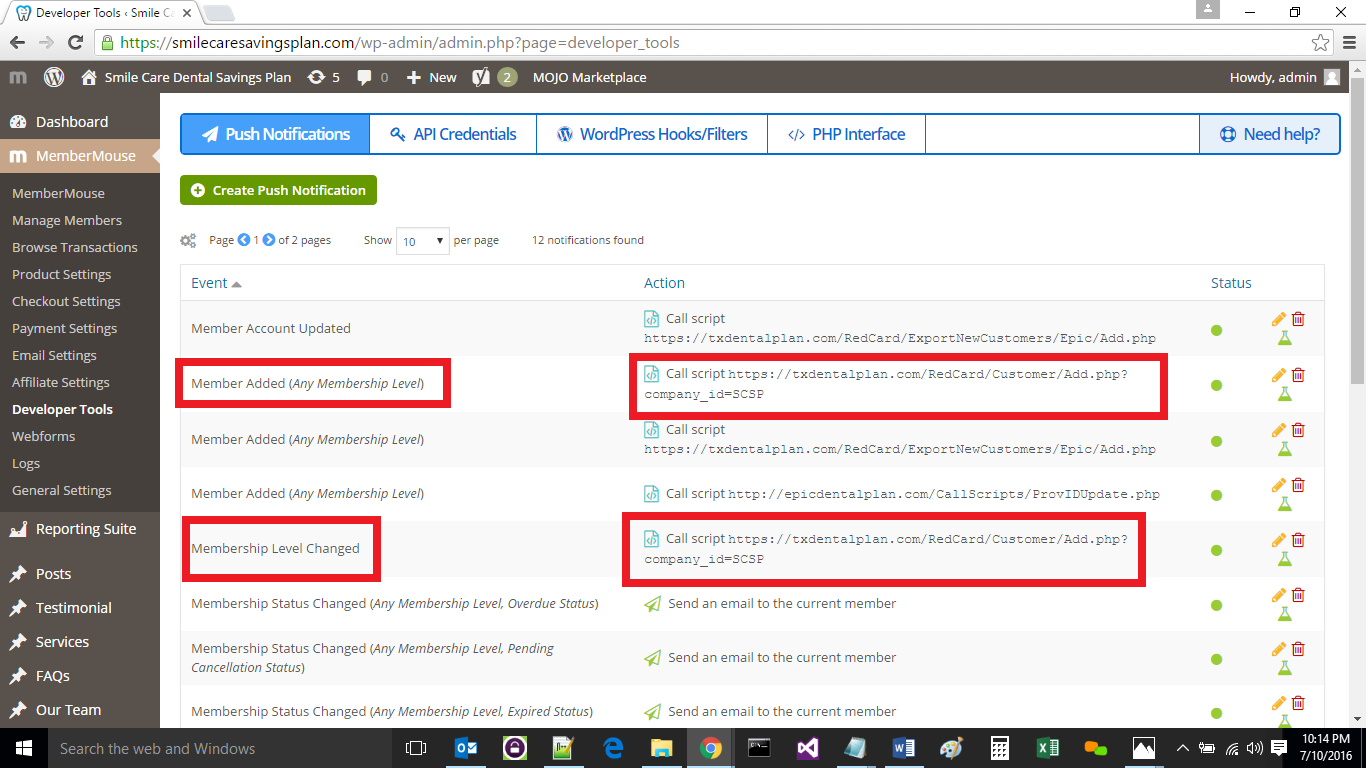 Developer Tools ‹ Smile Ca
https://smilecaresavingsplan.com/wp-admin/admin.php?page=developer_tools
Smile Care Dental Savings Plan 5 0 New 2 MOJO Marketplace Howdy, admin
Dashboard
MemberMouse
MemberMouse
Manage Members
Browse Transactions
Product Settings
Checkout Settings
Payment Settings
Email Settings
Affiliate Settings
Developer Tools
Webforms
Logs
General Settings
Reporting Suite
Posts
Testimonial
Services
FAQs
Our Team
Push Notifications API Credentials WordPress Hooks/Filters PHP Interface Need help?
Create Push Notification
Page 1 of 2 pages Show 10 per page 12 notifications found
Event Action Status
Member Account Updated
Call script
https://txdentalplan.com/RedCard/ExportNewCustomers/Epic/Add.php
Member Added (Any Membership Level)
Call script https://txdentalplan.com/RedCard/Customer/Add.php?
company_id=SCSP
Member Added (Any Membership Level)
Call script
https://txdentalplan.com/RedCard/ExportNewCustomers/Epic/Add.php
Member Added (Any Membership Level)
Call script http://epicdentalplan.com/CallScripts/ProvIDUpdate.php
Membership Level Changed
Call script https://txdentalplan.com/RedCard/Customer/Add.php?
company_id=SCSP
Membership Status Changed (Any Membership Level, Overdue Status) Send an email to the current member
Membership Status Changed (Any Membership Level, Pending
Cancellation Status)
Send an email to the current member
Membership Status Changed (Any Membership Level, Expired Status) Send an email to the current member
Search the web and Windows
10:14 PM
7/10/2016